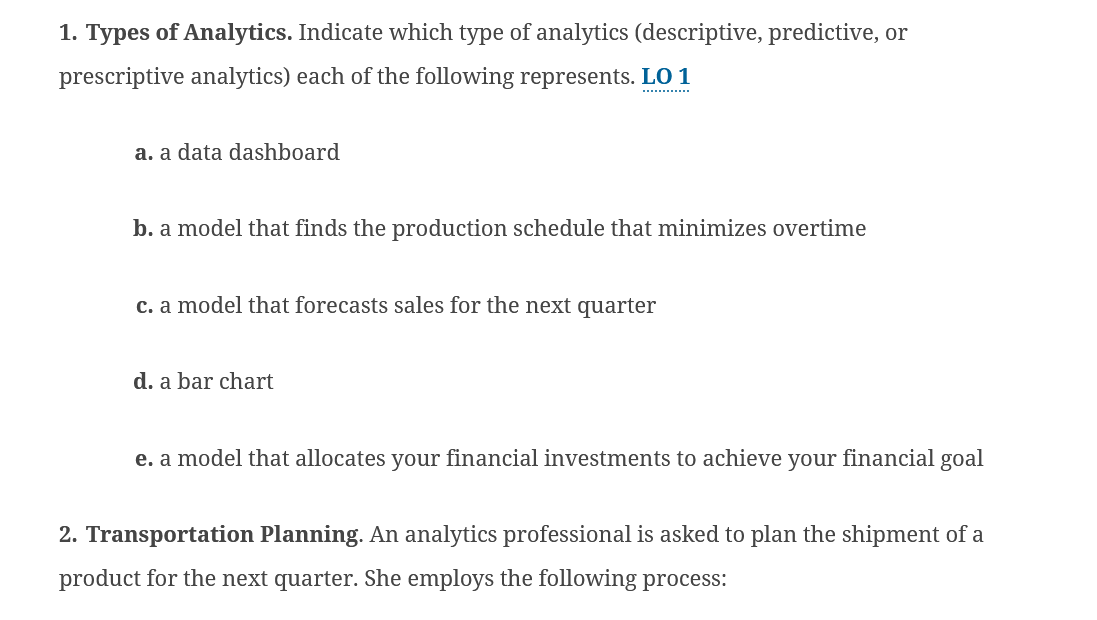 1. Types of Analytics. Indicate which type of analytics (descriptive, predictive, or
prescriptive analytics) each of the following represents. LO 1
a. a data dashboard
b. a model that finds the production schedule that minimizes overtime
c. a model that forecasts sales for the next quarter
d. a bar chart
e. a model that allocates your financial investments to achieve your financial goal
2. Transportation Planning. An analytics professional is asked to plan the shipment of a
product for the next quarter. She employs the following process: